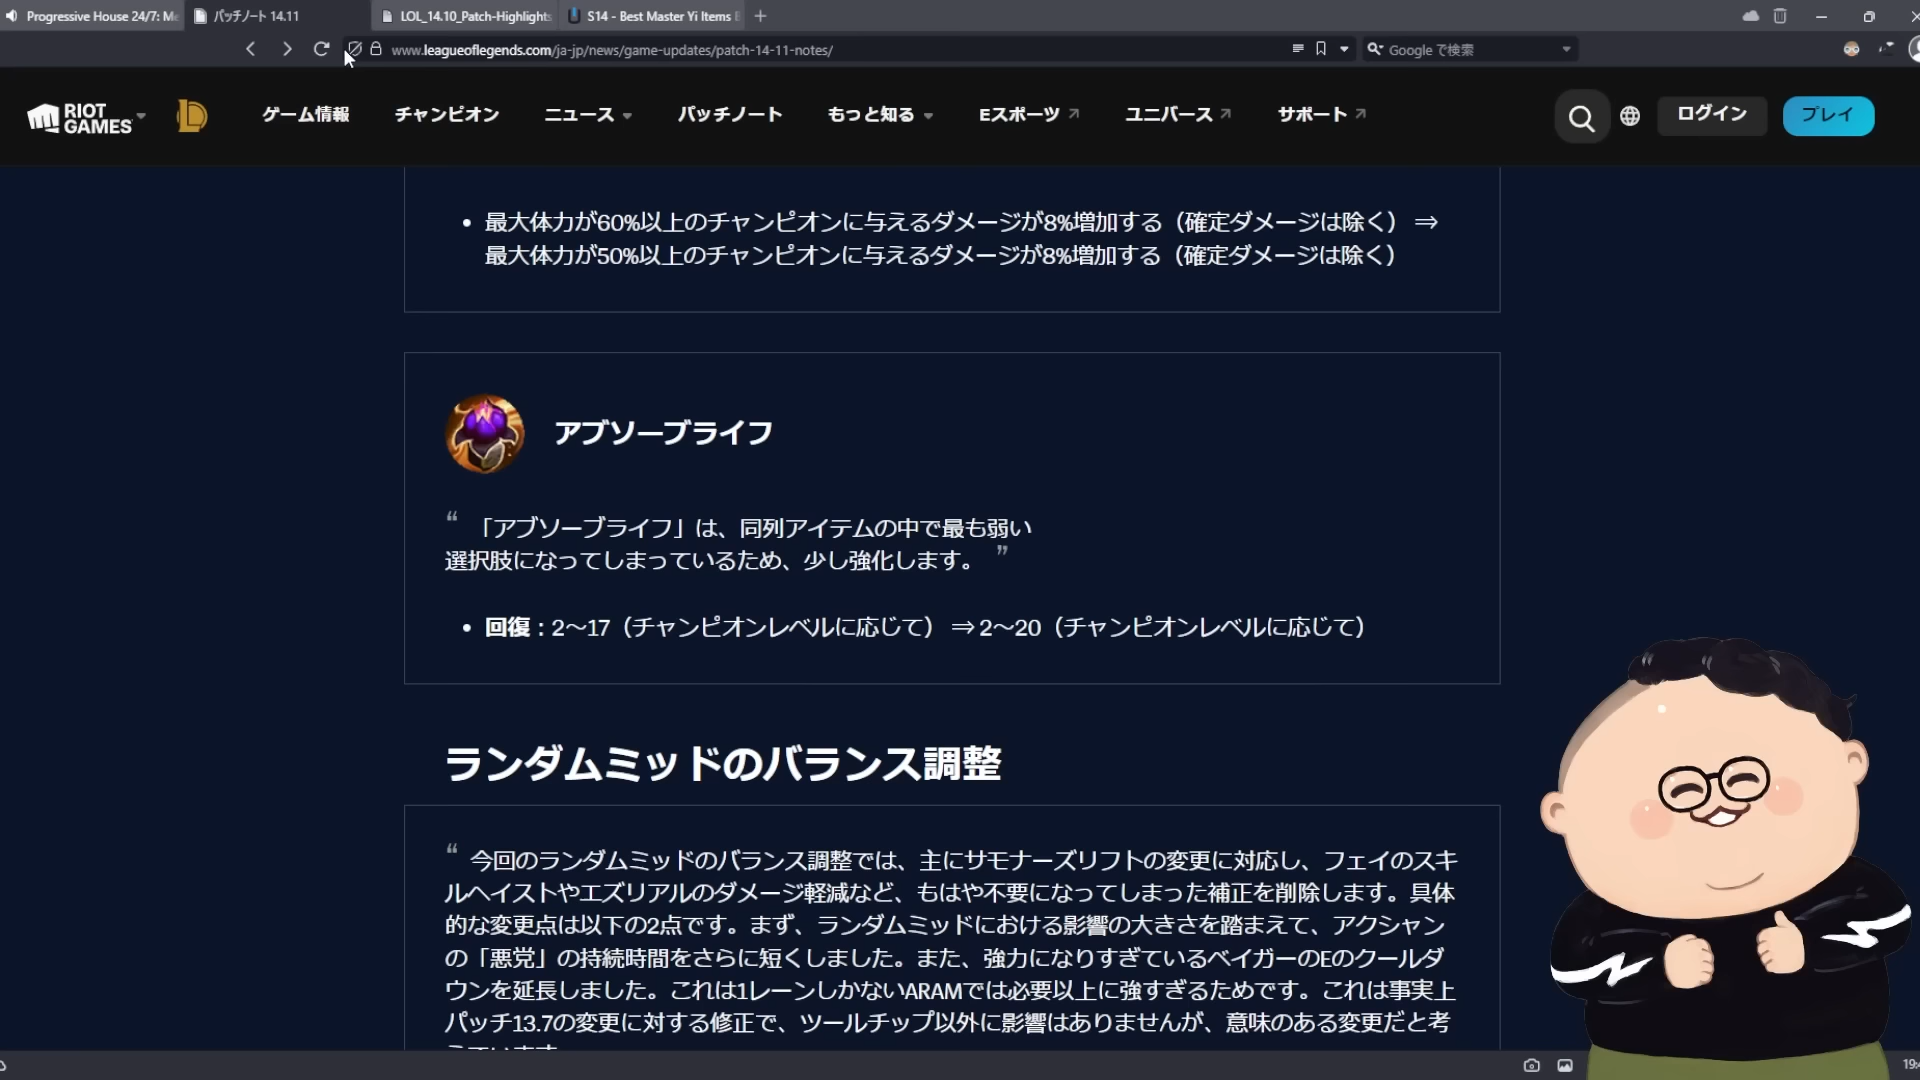 Progressive House 24/7: Me
パッチノート 14.11
LOL_14.10_Patch-Highlights
S14 - Best Master Yi Items
www.leagueoflegends.com/ja-jp/news/game-updates/patch-14-11-notes/
Google で検索
RIOT GAMES
ゲーム情報
チャンピオン
ニュース
パッチノート
もっと知る
Eスポーツ
ユニバース
サポート
ログイン
プレイ
• 最大体力が60%以上のチャンピオンに与えるダメージが8%増加する（確定ダメージは除く） ⇒
最大体力が50%以上のチャンピオンに与えるダメージが8%増加する（確定ダメージは除く）
アブソーブライフ
“ 「アブソーブライフ」は、同列アイテムの中で最も弱い
選択肢になってしまっているため、少し強化します。 ”
• 回復：2～17（チャンピオンレベルに応じて） ⇒ 2～20（チャンピオンレベルに応じて）
ランダムミッドのバランス調整
“ 今回のランダムミッドのバランス調整では、主にサモナーズリフトの変更に対応し、フェイのスキ
ルヘイストやエズリアルのダメージ軽減など、もはや不要になってしまった補正を削除します。具体
的な変更点は以下の2点です。まず、ランダムミッドにおける影響の大きさを踏まえて、アクシャン
の「悪党」の持続時間をさらに短くしました。また、強力になりすぎているベイガーのEのクールダ
ウンを延長しました。これは1レーンしかないARAMでは必要以上に強すぎるためです。これは事実上
パッチ13.7の変更に対する修正で、ツールチップ以外に影響はありませんが、意味のある変更だと考